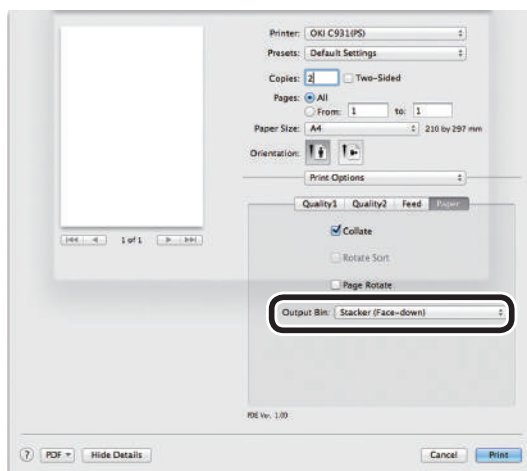 Printer: OKI C931(PS)
Presets: Default Settings
Copies: 2 Two-Sided
Pages: All
From: 1 to: 1
Paper Size: A4 210 by 297 mm
Orientation:
Print Options
Quality1 Quality2 Feed Paper
Collate
1 of 1
Rotate Sort
Page Rotate
Output Bin: Stacker (Face-down)
PDE Ver. 1.00
? PDF Hide Details Cancel Print